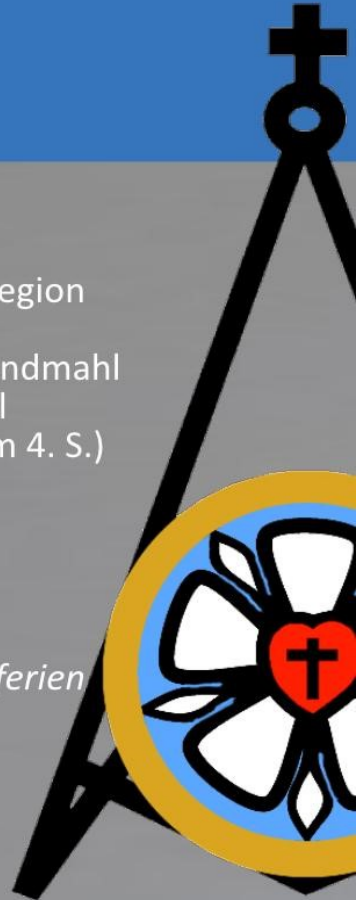 egion
ndmahl
l
m 4. S.)
ferien